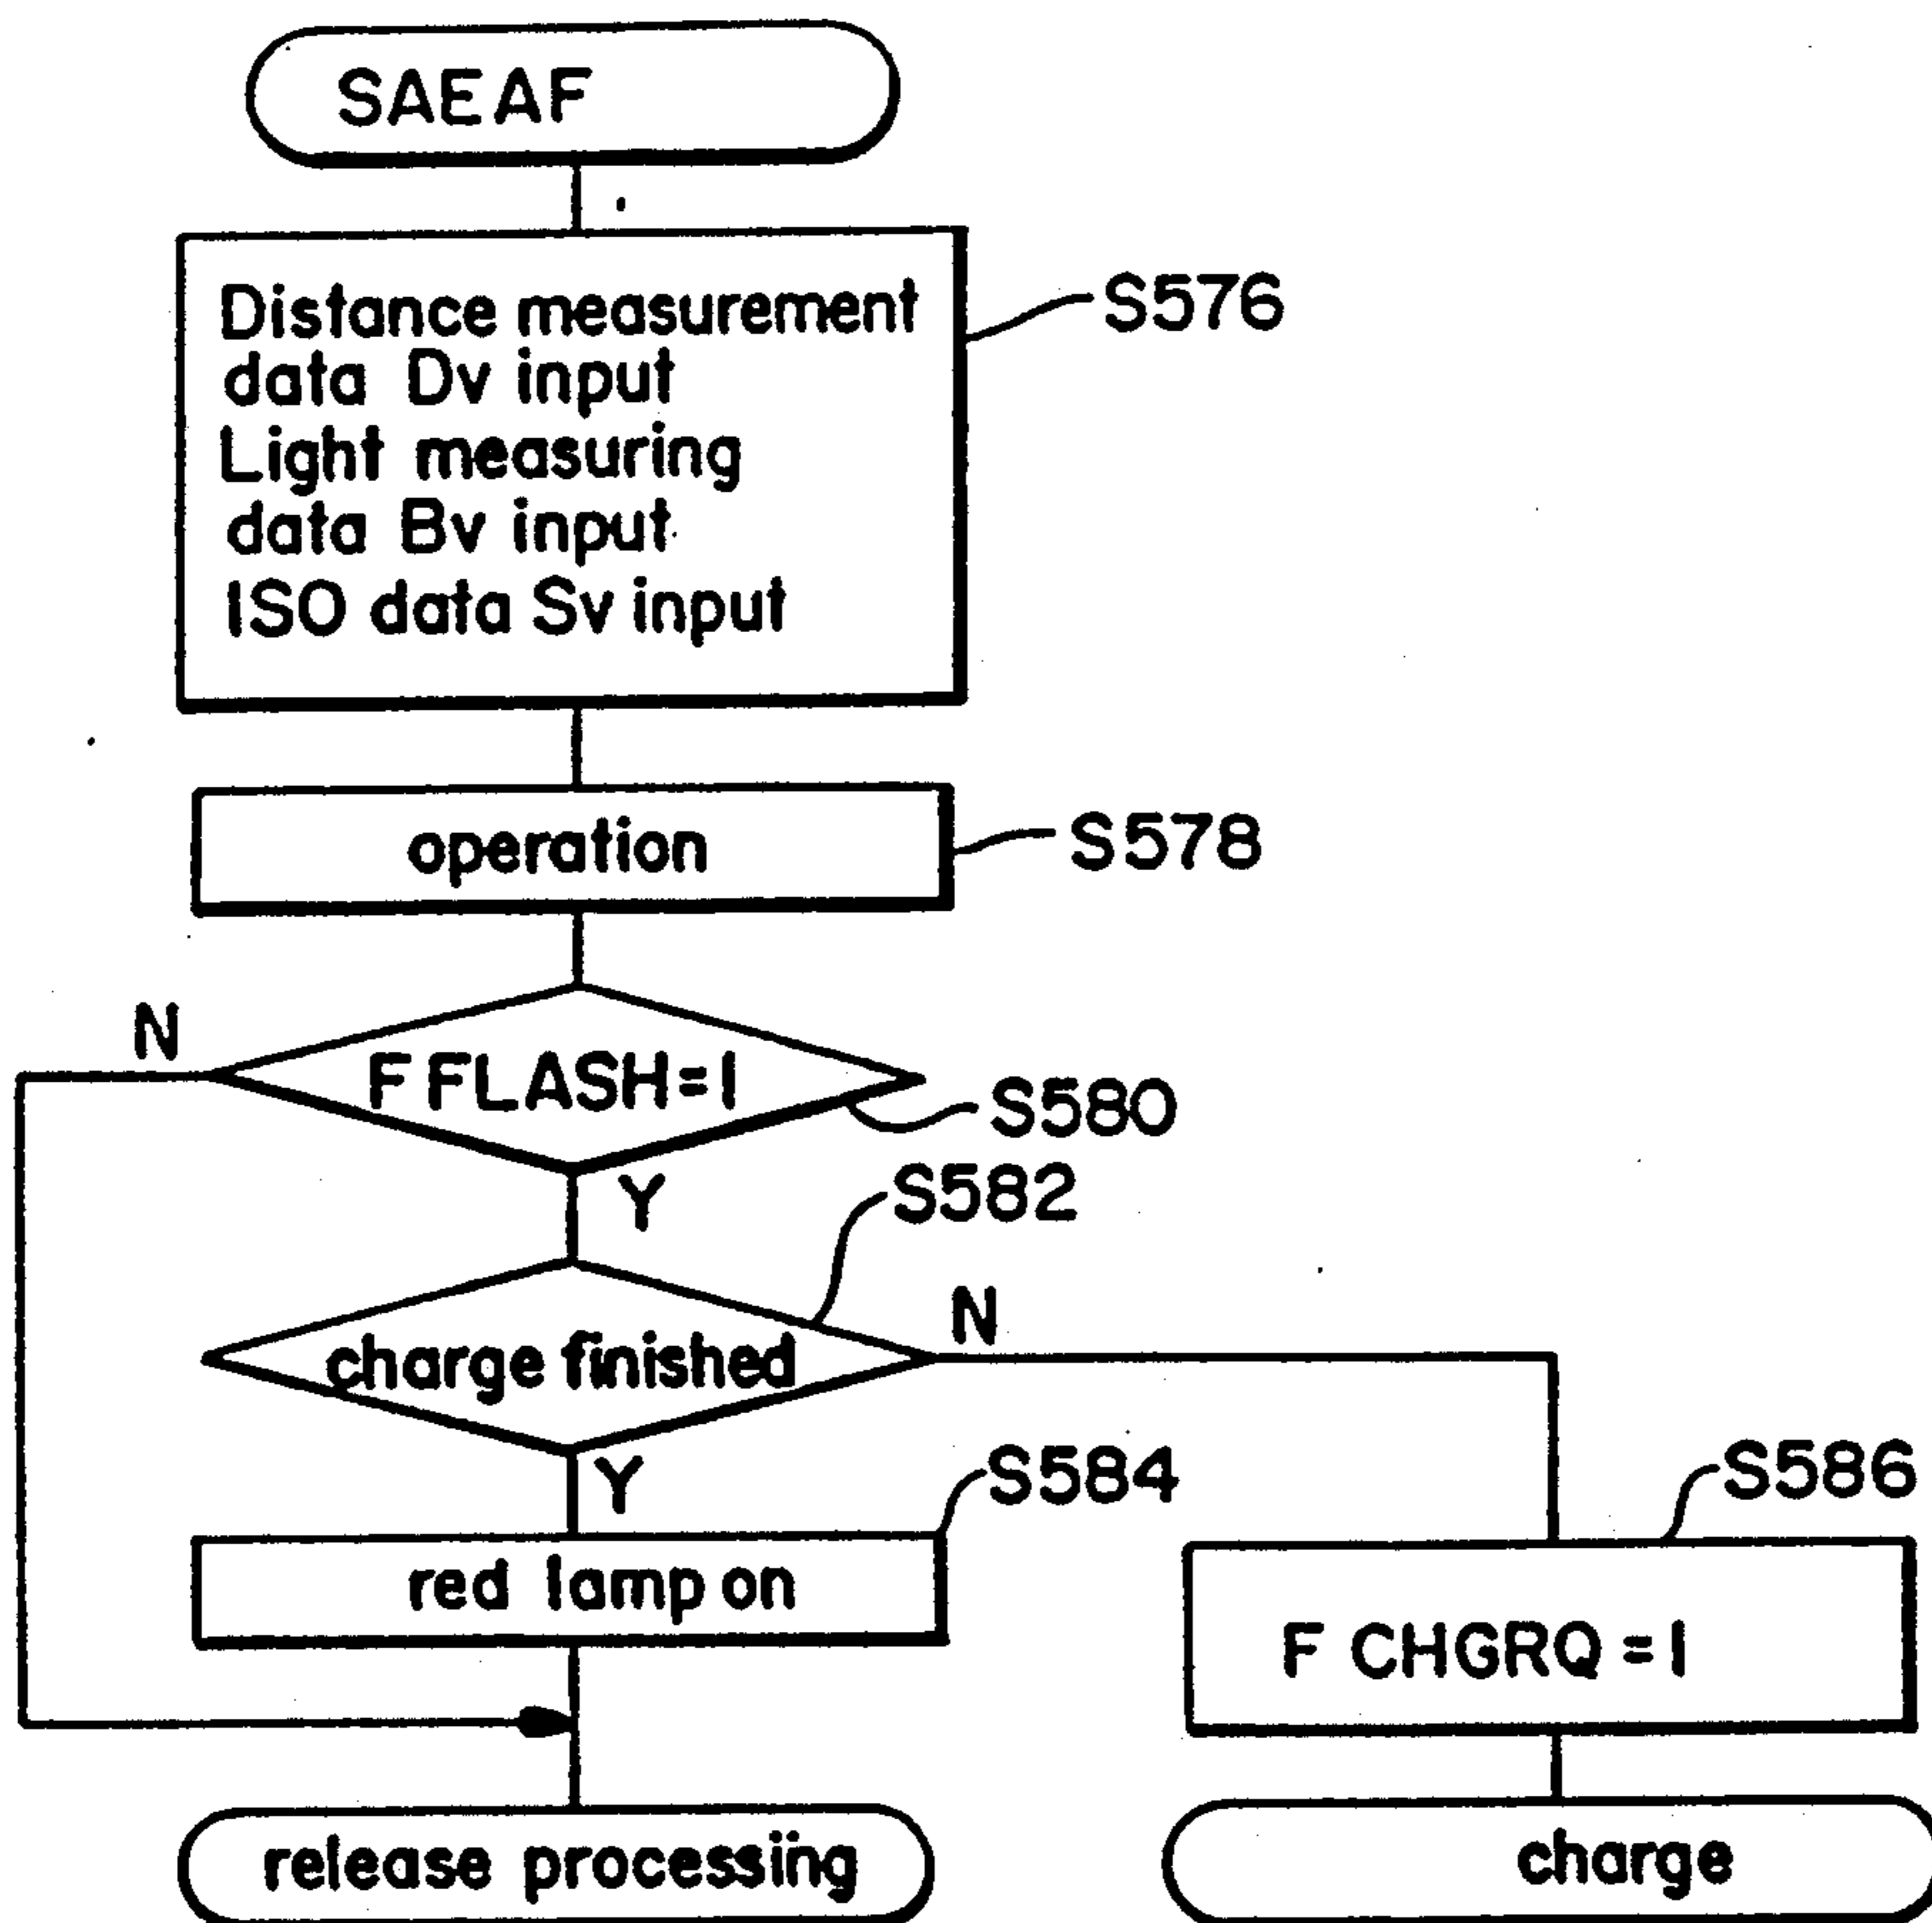 SAEAF
Distance measurement
data Dv input
Light measuring
data Bv input
ISO data Sv input
S576
operation
S578
N
F FLASH=1
S580
Y
S582
charge finished
N
Y
S584
red lamp on
S586
F CHGRQ=1
release processiing
charge